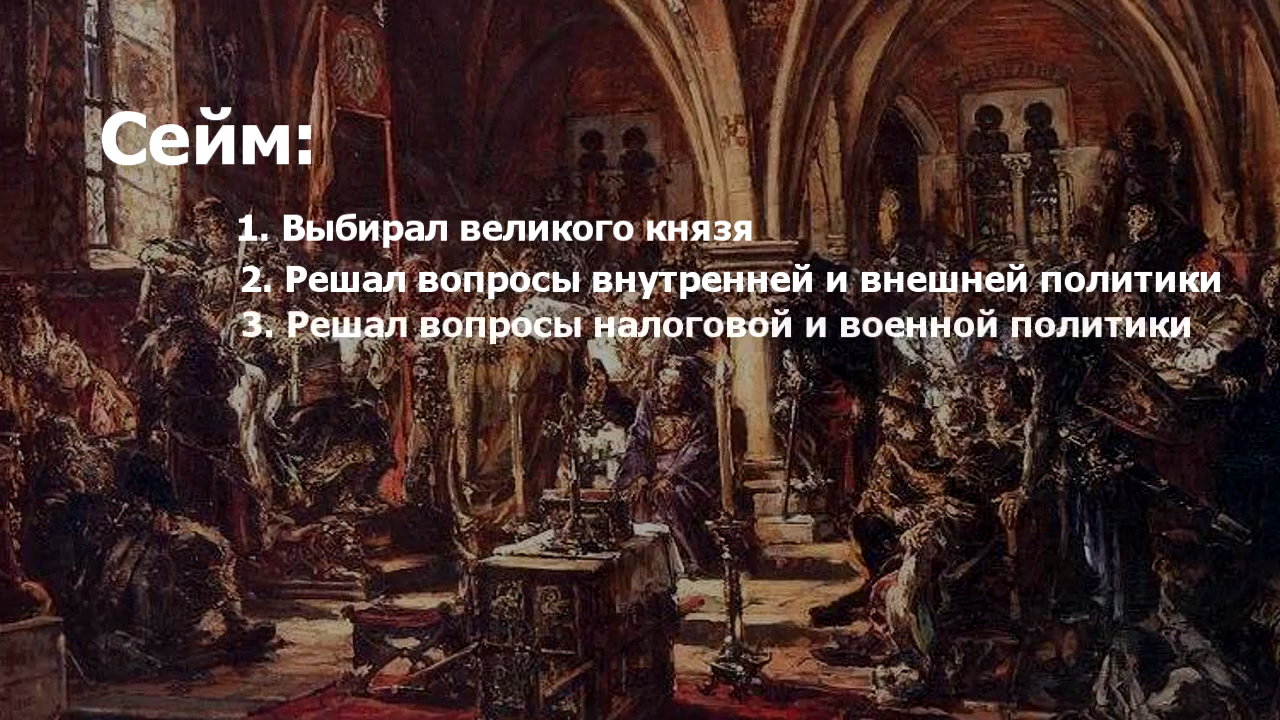 Сейм:
1. Выбирал великого князя
2. Решал вопросы внутренней и внешней политики
3. Решал вопросы налоговой и военной политики